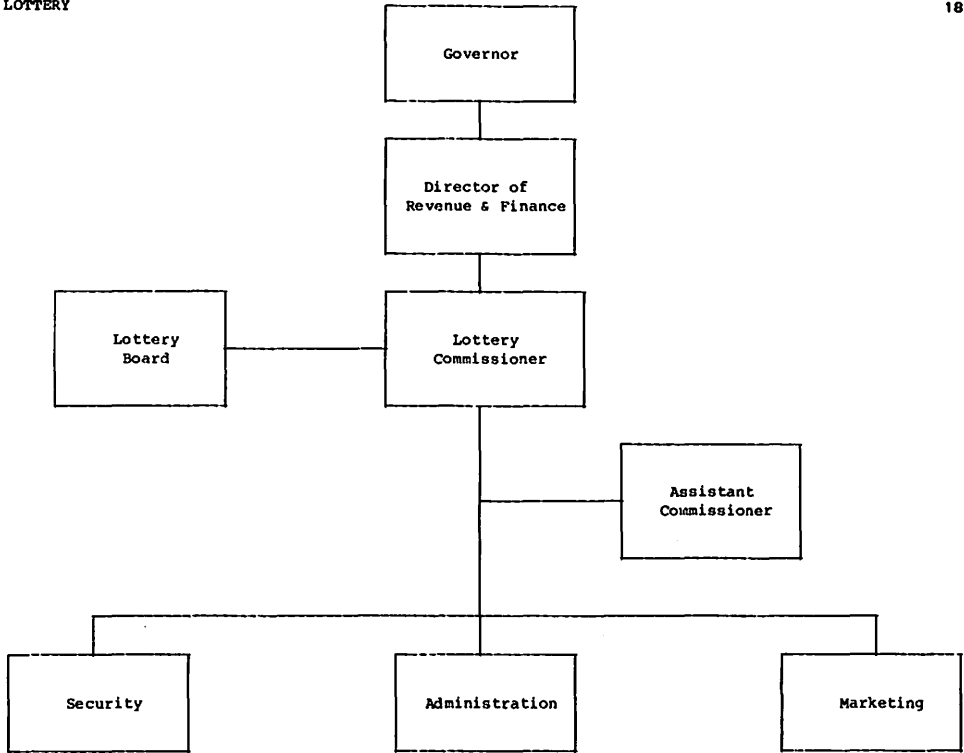 LOTTERY
18
Governor
Director of
Revenue & Finance
Lottery
Board
Lottery
Commissioner
Assistant
Commissioner
Security
Administration
Marketing